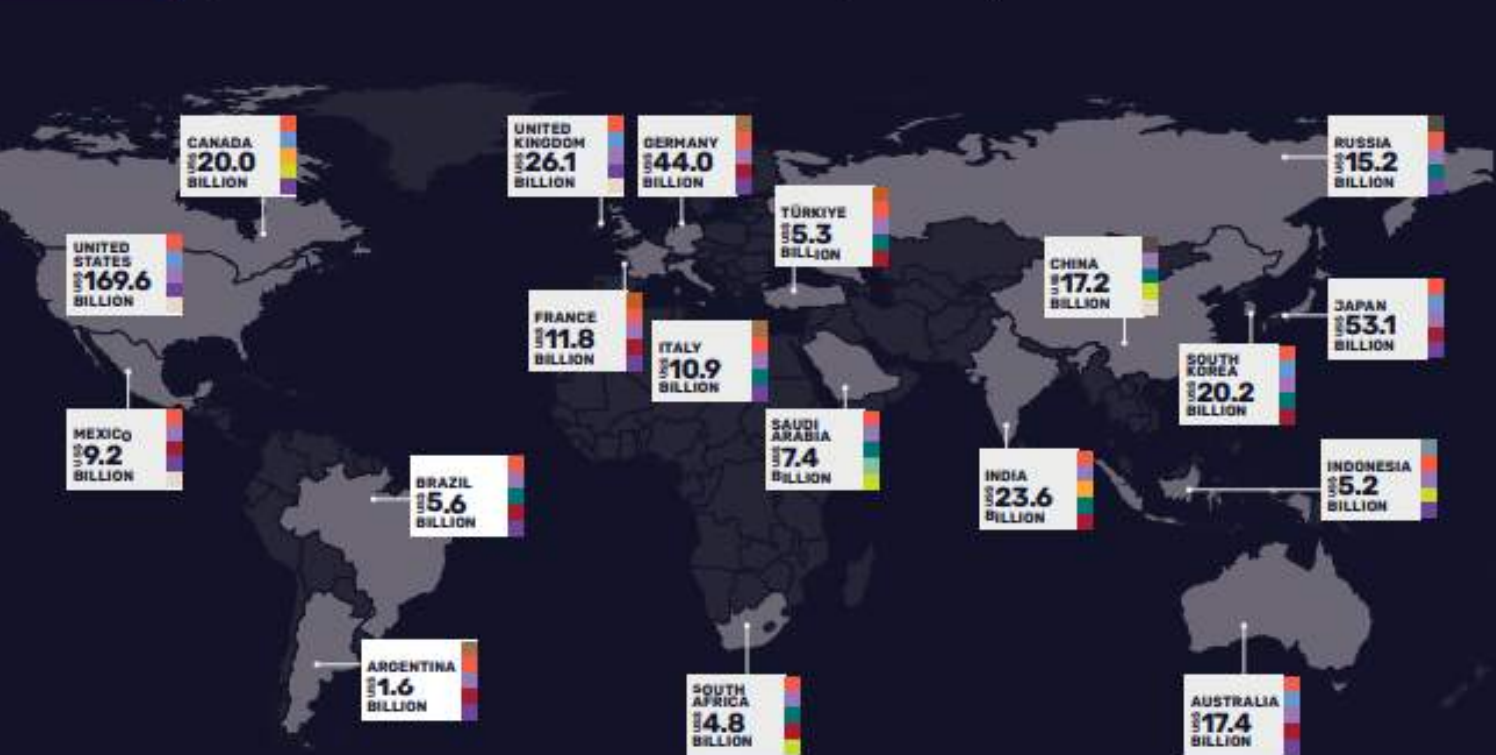 CANADA
US$ 20.0
BILLION
UNITED
KINGDOM
US$ 26.1
BILLION
GERMANY
US$ 44.0
BILLION
RUSSIA
US$ 15.2
BILLION
TÜRKIYE
US$ 5.3
BILLION
UNITED
STATES
US$ 169.6
BILLION
CHINA
US$ 17.2
BILLION
FRANCE
US$ 11.8
BILLION
ITALY
US$ 10.9
BILLION
JAPAN
US$ 53.1
BILLION
SOUTH
KOREA
US$ 20.2
BILLION
MEXICO
US$ 9.2
BILLION
SAUDI
ARABIA
US$ 7.4
BILLION
BRAZIL
US$ 5.6
BILLION
INDIA
US$ 23.6
BILLION
INDONESIA
US$ 5.2
BILLION
ARGENTINA
US$ 1.6
BILLION
SOUTH
AFRICA
US$ 4.8
BILLION
AUSTRALIA
US$ 17.4
BILLION